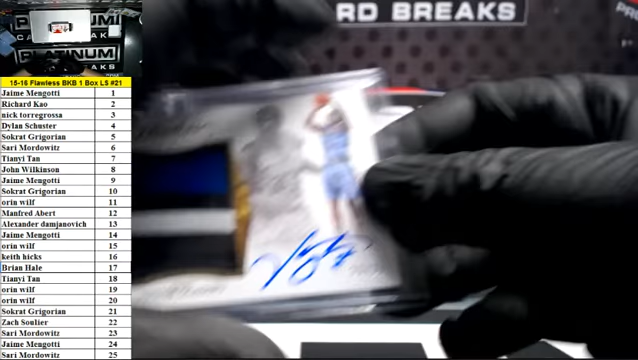 RD BREAKS
PLATINUM
PLATINUM
15-16 Flawless BKB 1 Box LS #21
Jaime Mengotti 1
Richard Kao 2
nick torregrossa 3
Dylan Schuster 4
Sokrat Grigorian 5
Sari Mordowitz 6
Tianyi Tan 7
John Wilkinson 8
Jaime Mengotti 9
Sokrat Grigorian 10
orin wilf 11
Manfred Abert 12
Alexander damjanovich 13
Jaime Mengotti 14
orin wilf 15
keith hicks 16
Brian Hale 17
Tianyi Tan 18
orin wilf 19
orin wilf 20
Sokrat Grigorian 21
Zach Soulier 22
Sari Mordowitz 23
Jaime Mengotti 24
Sari Mordowitz 25